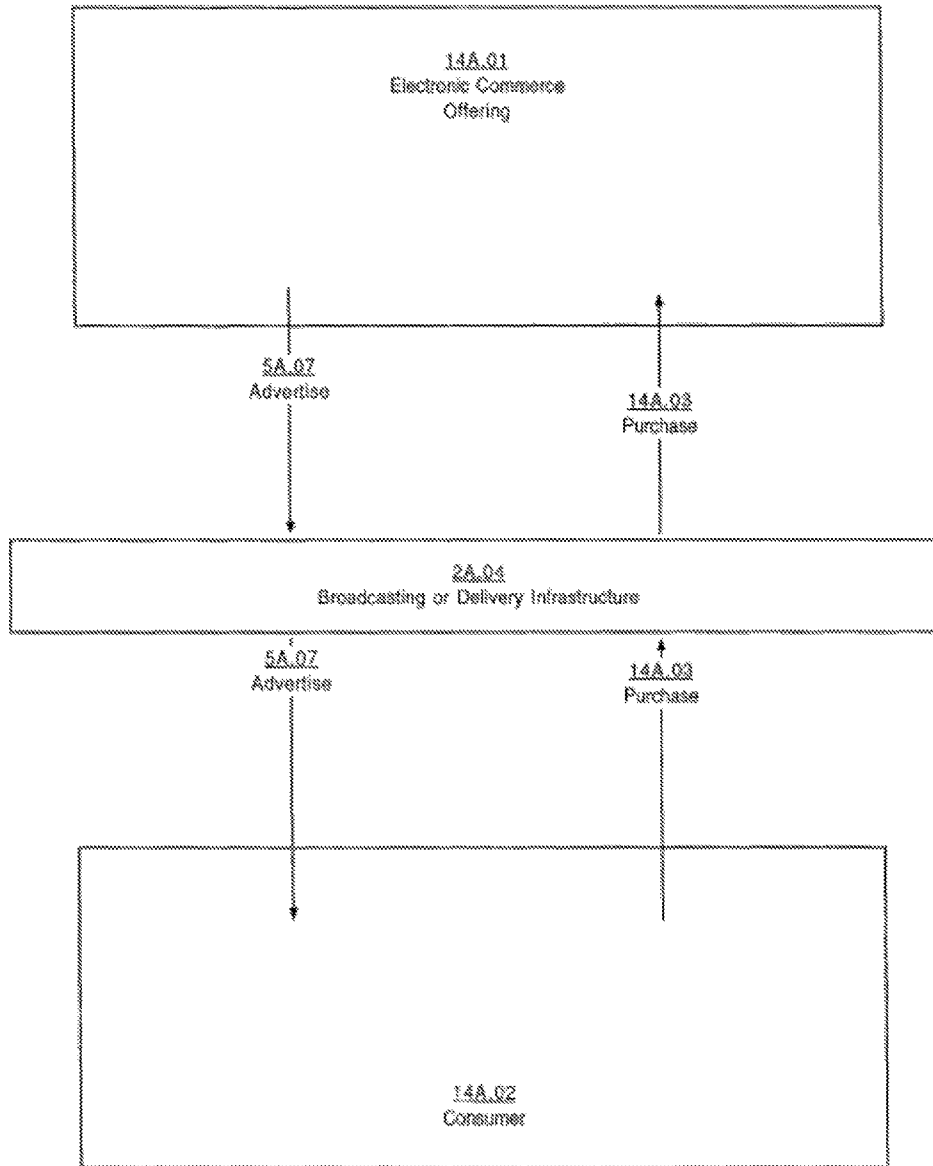 14A.01
Electronic Commerce
Offering
5A.07
Advertise
14A.03
Purchase
2A.04
Broadcasting or Delivery Infrastructure
5A.07
Advertise
14A.03
Purchase
14A.02
Consumer